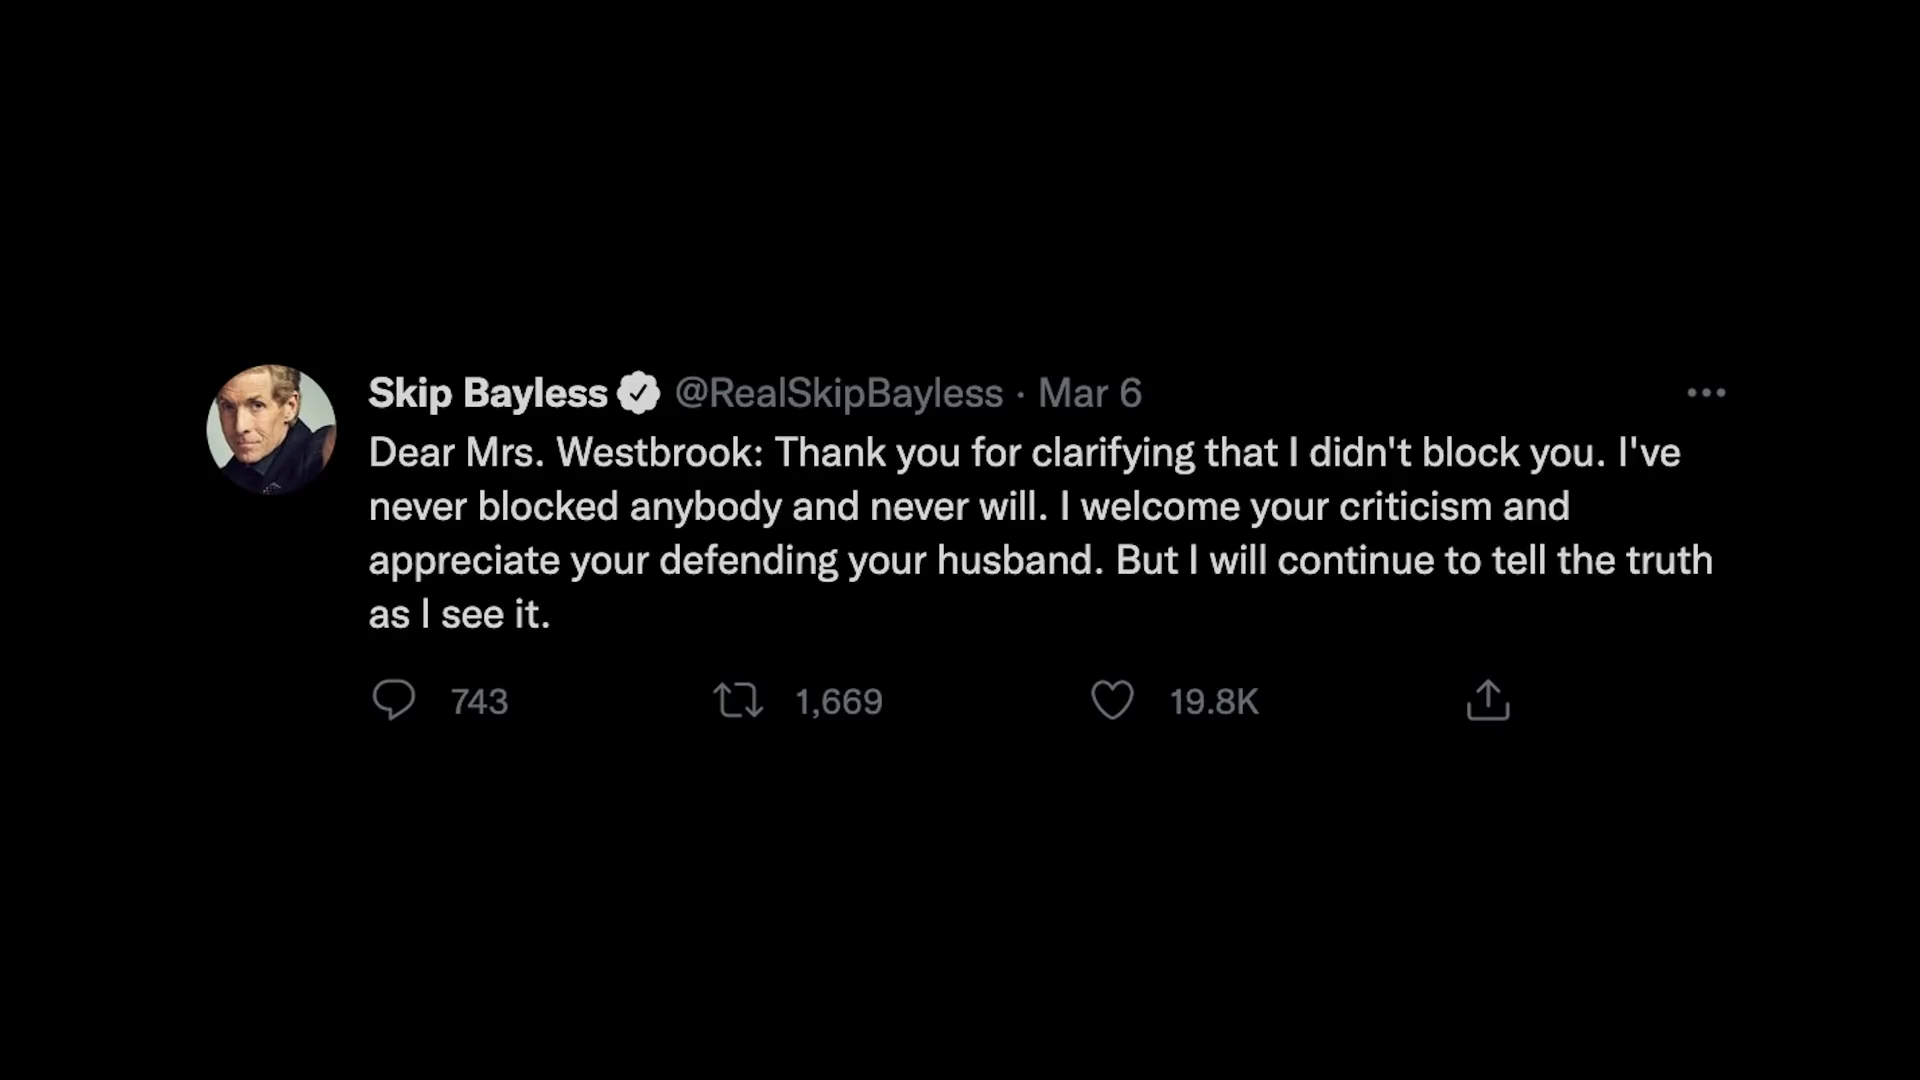 Skip Bayless @RealSkipBayless · Mar 6
Dear Mrs. Westbrook: Thank you for clarifying that I didn't block you. I've
never blocked anybody and never will. I welcome your criticism and
appreciate your defending your husband. But I will continue to tell the truth
as I see it.
743 1,669 19.8K